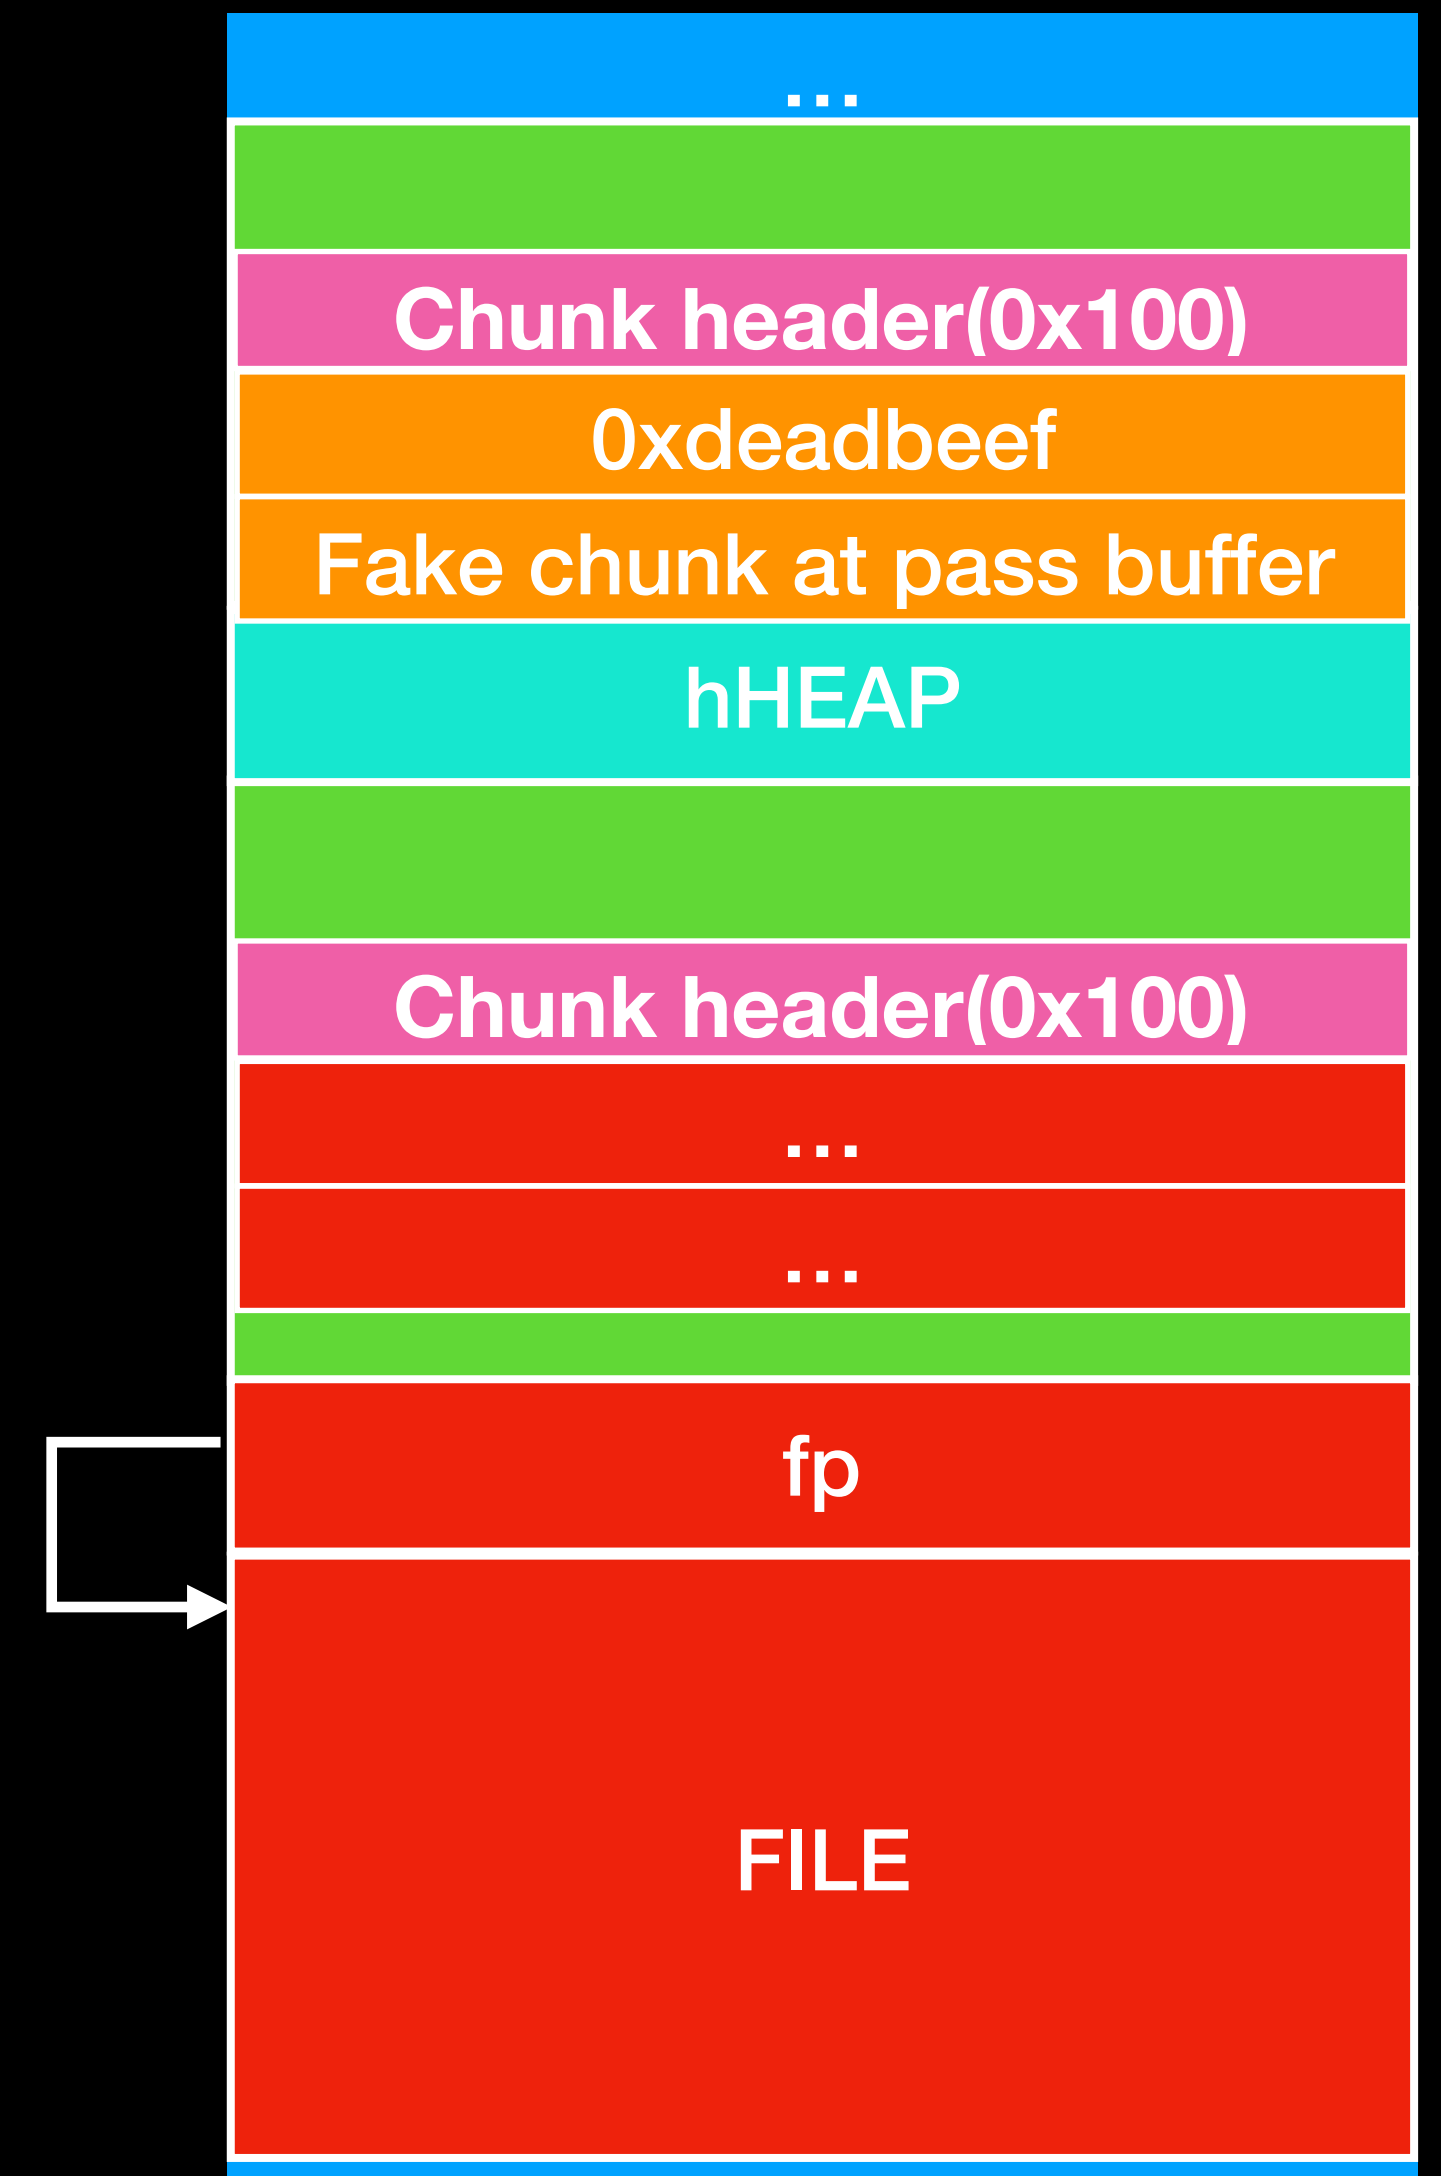 ...
Chunk header(0x100)
0xdeadbeef
Fake chunk at pass buffer
hHEAP
Chunk header(0x100)
...
...
fp
FILE